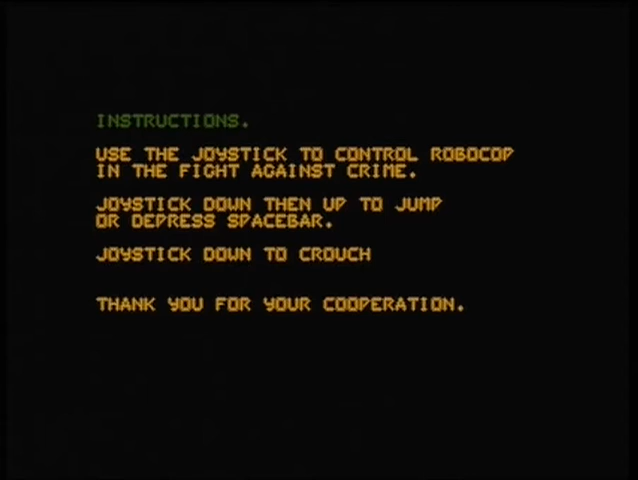 INSTRUCTIONS.
USE THE JOYSTICK TO CONTROL ROBOCOP
IN THE FIGHT AGAINST CRIME.
JOYSTICK DOWN THEN UP TO JUMP
OR DEPRESS SPACEBAR.
JOYSTICK DOWN TO CROUCH
THANK YOU FOR YOUR COOPERATION.